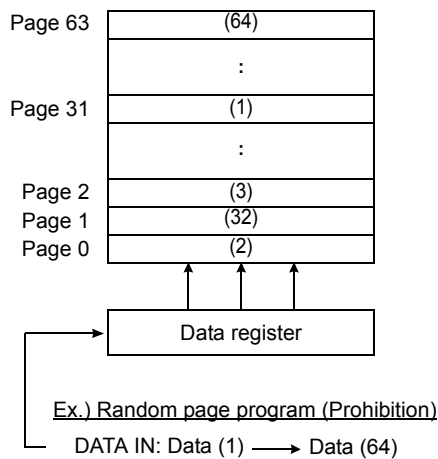 Page 63 (64)
:
Page 31 (1)
:
Page 2 (3)
Page 1 (32)
Page 0 (2)
Data register
Ex.) Random page program (Prohibition)
DATA IN: Data (1) → Data (64)